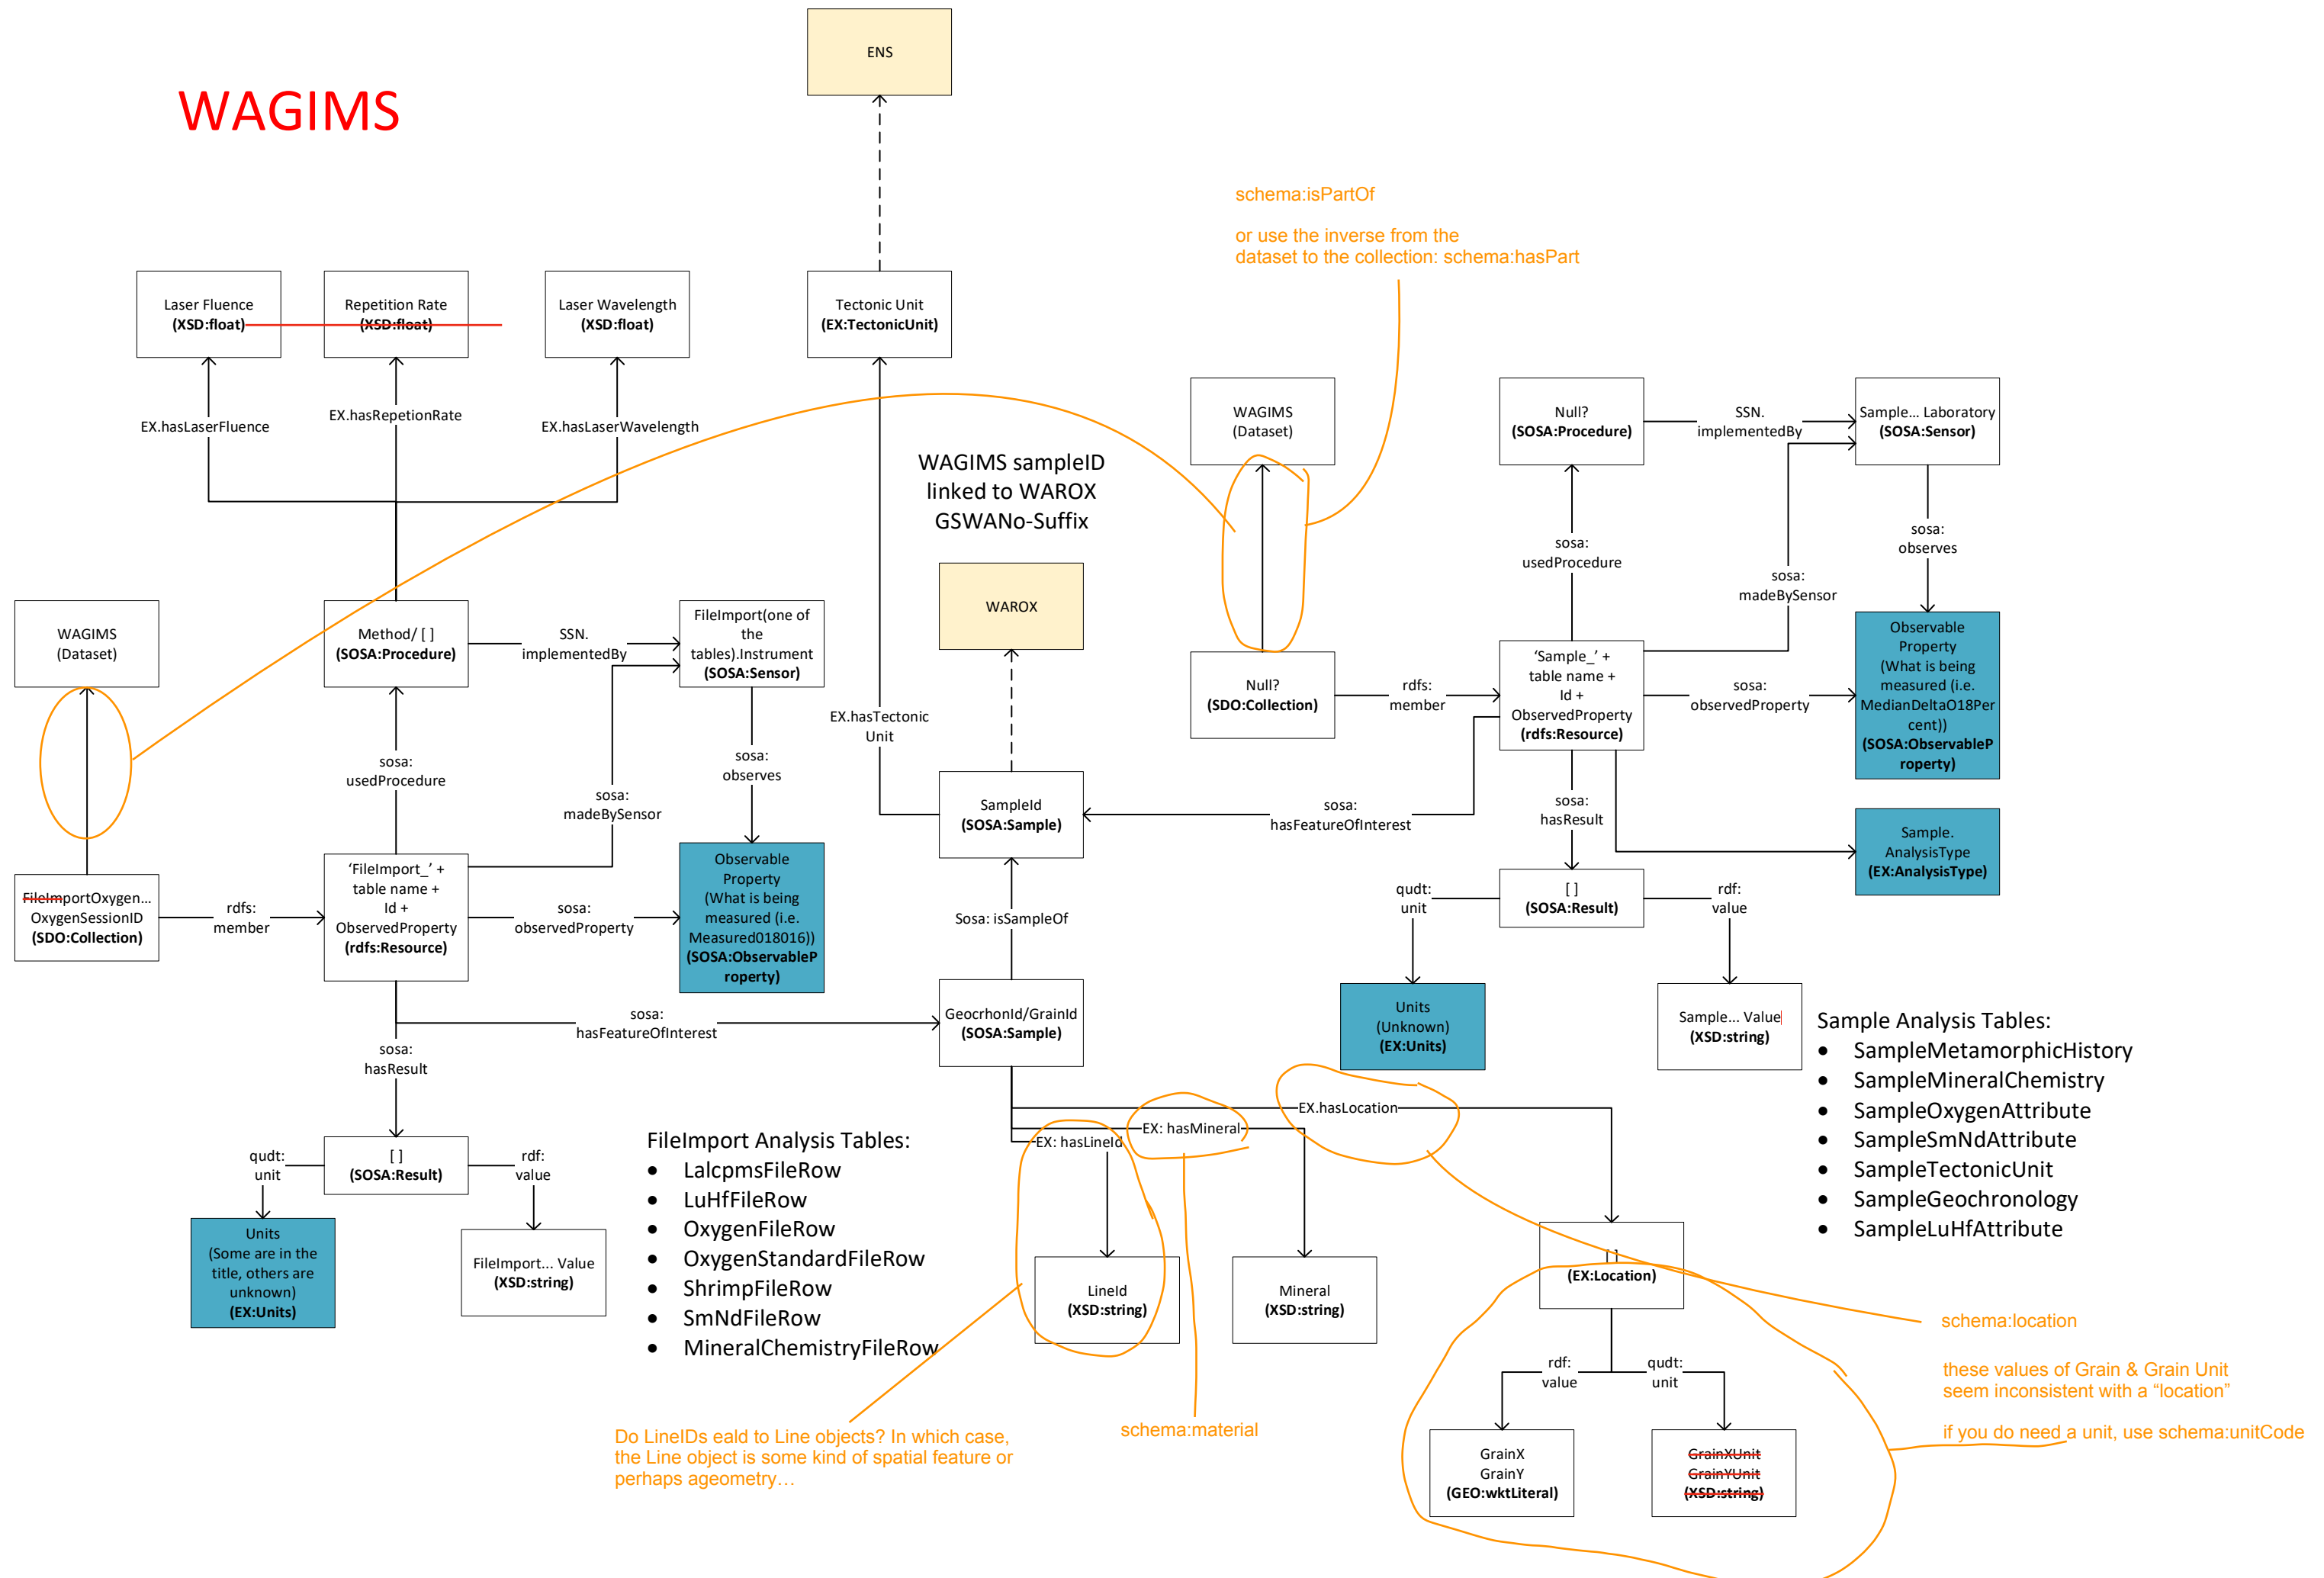 ENS
WAGIMS
schema:isPartOf
or use the inverse from the
dataset to the collection: schema:hasPart
Laser Fluence
(XSD:float)
Repetition Rate
(XSD:float)
Laser Wavelength
(XSD:float)
Tectonic Unit
(EX:TectonicUnit)
EX.hasLaserFluence
EX.hasRepetionRate
EX.hasLaserWavelength
WAGIMS
(Dataset)
Null?
(SOSA:Procedure)
SSN.
implementedBy
Sample... Laboratory
(SOSA:Sensor)
WAGIMS sampleID
linked to WAROX
GSWANo-Suffix
sosa:
usedProcedure
sosa:
madeBySensor
sosa:
observes
WAROX
WAGIMS
(Dataset)
Method/ [ ]
(SOSA:Procedure)
SSN.
implementedBy
FileImport(one of
the
tables).Instrument
(SOSA:Sensor)
Null?
(SDO:Collection)
rdfs:
member
‘Sample_’ +
table name +
Id +
ObservedProperty
(rdfs:Resource)
sosa:
observedProperty
Observable
Property
(What is being
measured (i.e.
MedianDeltaO18Per
cent))
(SOSA:ObservableP
roperty)
EX.hasTectonic
Unit
sosa:
usedProcedure
sosa:
madeBySensor
sosa:
observes
SampleId
(SOSA:Sample)
sosa:
hasFeatureOfInterest
sosa:
hasResult
Sample.
AnalysisType
(EX:AnalysisType)
FileImportOxygen...
OxygenSessionID
(SDO:Collection)
rdfs:
member
‘FileImport_’ +
table name +
Id +
ObservedProperty
(rdfs:Resource)
sosa:
observedProperty
Observable
Property
(What is being
measured (i.e.
Measured018016))
(SOSA:ObservableP
roperty)
Sosa: isSampleOf
[ ]
(SOSA:Result)
qudt:
unit
rdf:
value
Units
(Unknown)
(EX:Units)
Sample... Value
(XSD:string)
sosa:
hasFeatureOfInterest
GeocrhonId/GrainId
(SOSA:Sample)
sosa:
hasResult
Sample Analysis Tables:
• SampleMetamorphicHistory
• SampleMineralChemistry
• SampleOxygenAttribute
• SampleSmNdAttribute
• SampleTectonicUnit
• SampleGeochronology
• SampleLuHfAttribute
EX.hasLocation
EX: hasMineral
EX: hasLineId
[ ]
(SOSA:Result)
qudt:
unit
rdf:
value
Units
(Some are in the
title, others are
unknown)
(EX:Units)
FileImport... Value
(XSD:string)
FileImport Analysis Tables:
• LalcpmsFileRow
• LuHfFileRow
• OxygenFileRow
• OxygenStandardFileRow
• ShrimpFileRow
• SmNdFileRow
• MineralChemistryFileRow
LineId
(XSD:string)
Mineral
(XSD:string)
[ ]
(EX:Location)
schema:location
these values of Grain & Grain Unit
seem inconsistent with a “location”
if you do need a unit, use schema:unitCode
rdf:
value
qudt:
unit
GrainX
GrainY
(GEO:wktLiteral)
GrainXUnit
GrainYUnit
(XSD:string)
Do LineIDs eald to Line objects? In which case,
the Line object is some kind of spatial feature or
perhaps ageometry…
schema:material